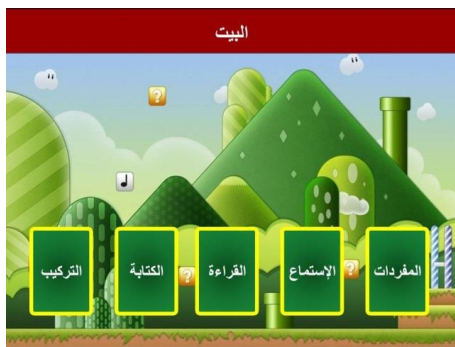 البيت
المفردات
الإستماع
القراءة
الكتابة
التركيب